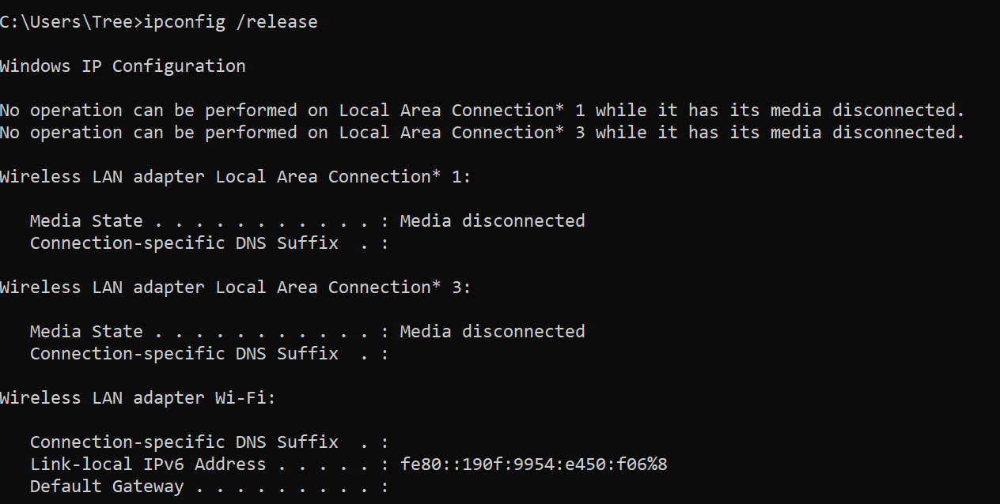 C:\Users\Tree>ipconfig /release
Windows IP Configuration
No operation can be performed on Local Area Connection* 1 while it has its media disconnected.
No operation can be performed on Local Area Connection* 3 while it has its media disconnected.
Wireless LAN adapter Local Area Connection* 1:
   Media State . . . . . . . . . . . : Media disconnected
   Connection-specific DNS Suffix  . :
Wireless LAN adapter Local Area Connection* 3:
   Media State . . . . . . . . . . . : Media disconnected
   Connection-specific DNS Suffix  . :
Wireless LAN adapter Wi-Fi:
   Connection-specific DNS Suffix  . :
   Link-local IPv6 Address . . . . . : fe80::190f:9954:e450:f06%8
   Default Gateway . . . . . . . . . :